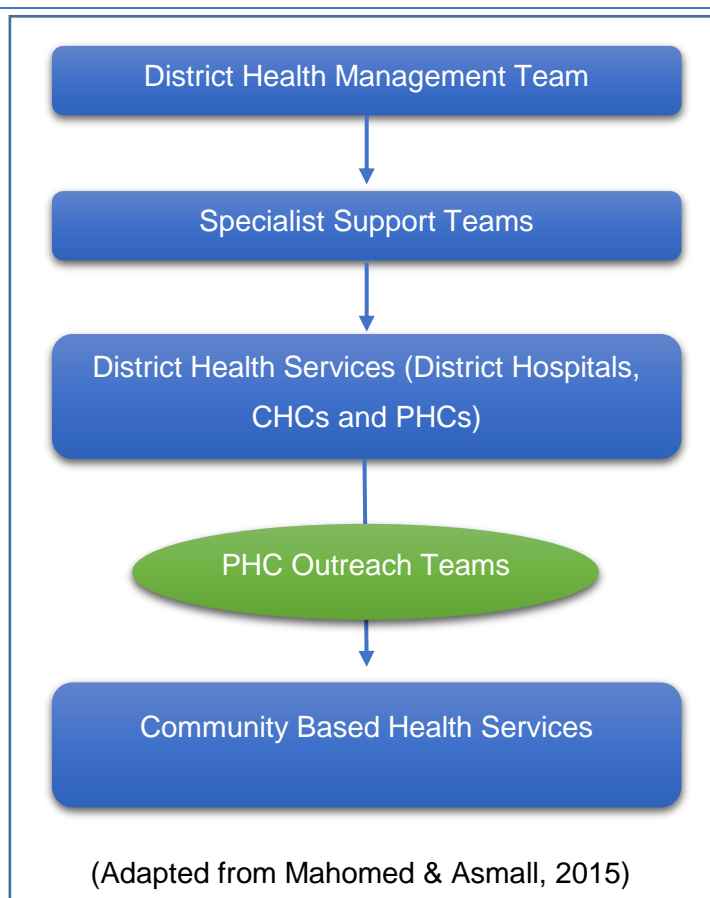 District Health Management Team
Specialist Support Teams
District Health Services (District Hospitals,
CHCs and PHCs)
PHC Outreach Teams
Community Based Health Services
(Adapted from Mahomed & Asmall, 2015)